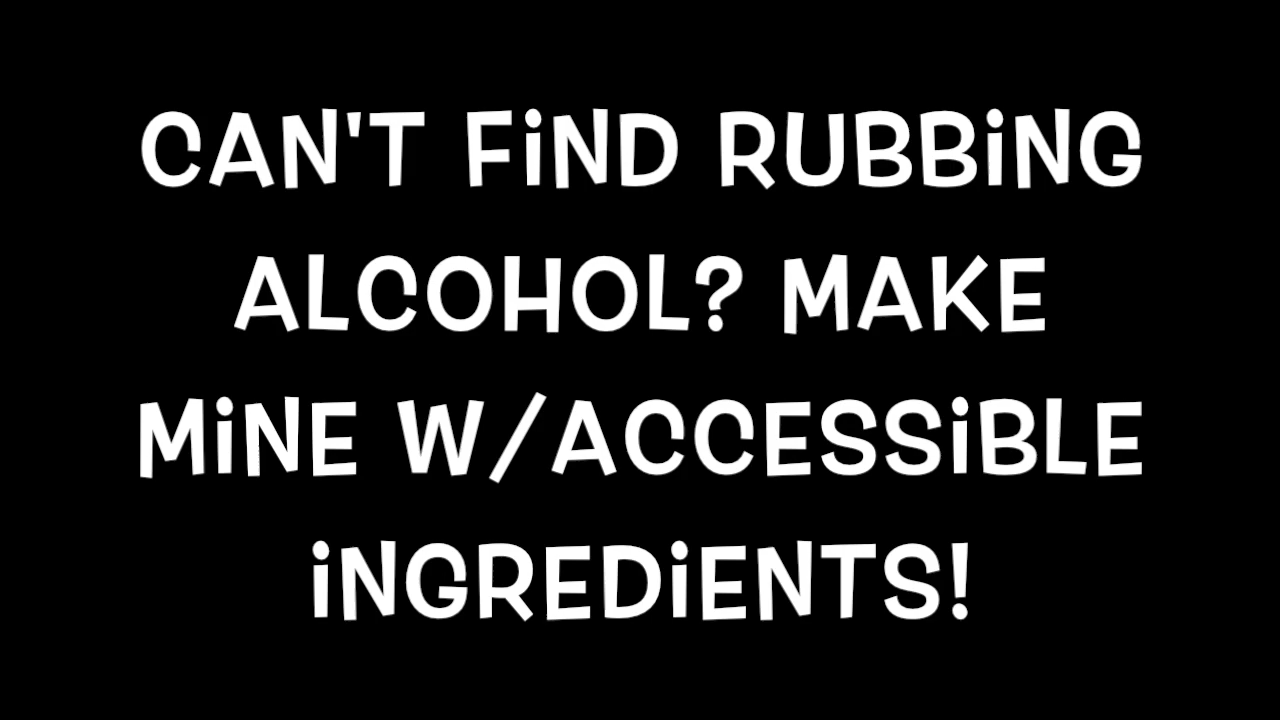 CAN'T FiND RUBBiNG
ALCOHOL? MAKE
MiNE W/ACCESSiBLE
iNGREDiENTS!